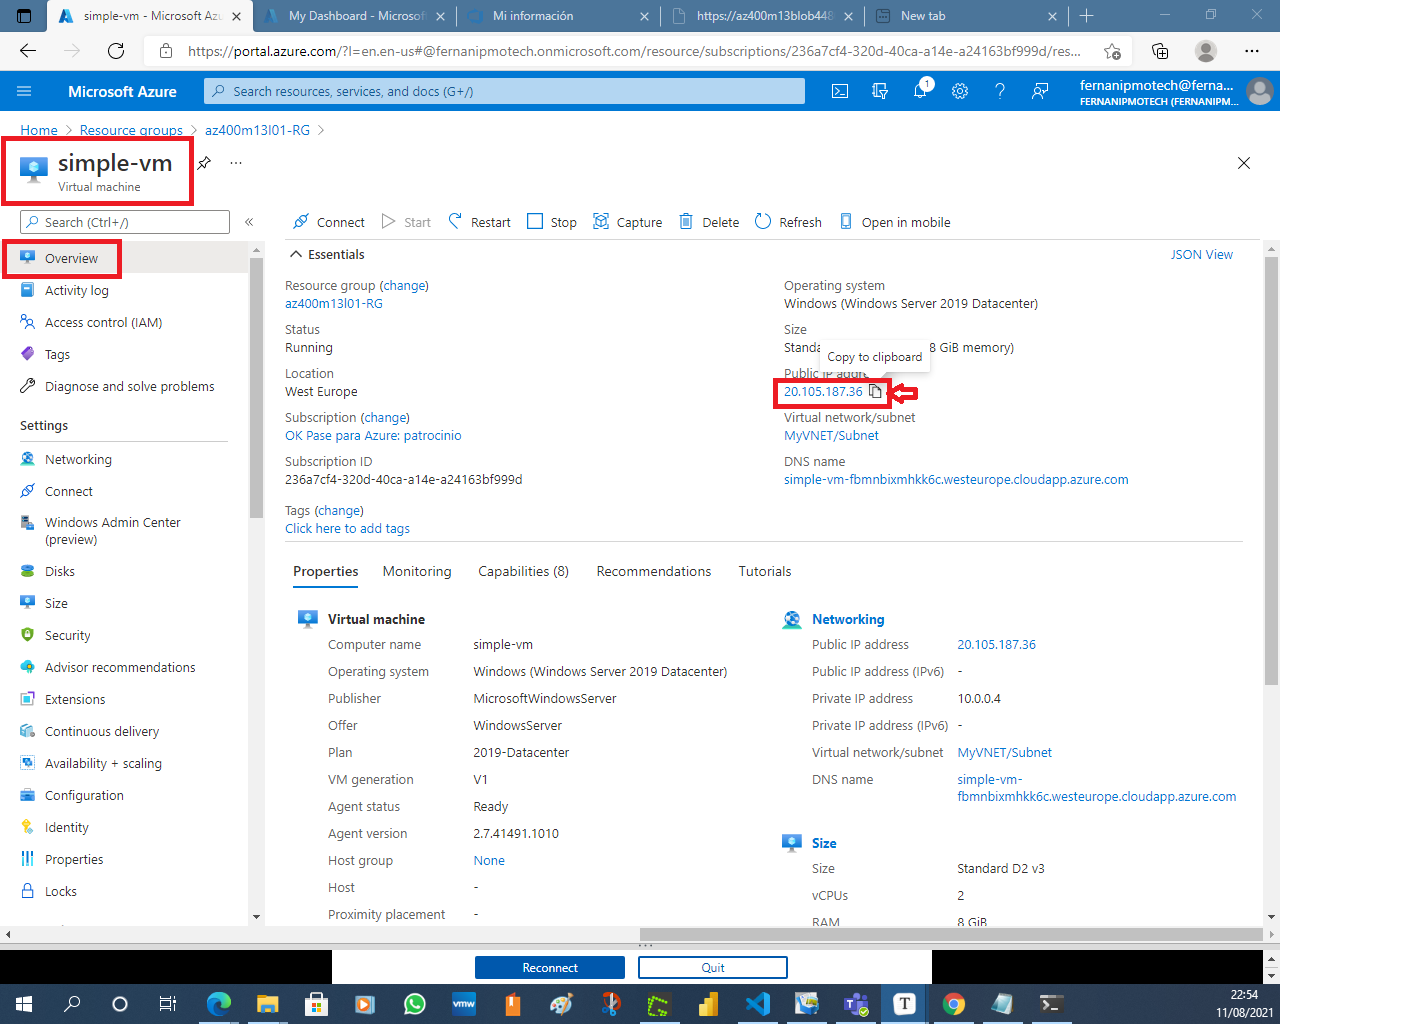 simple-vm - Microsoft Azu
My Dashboard - Microsof
Mi información
https://az400m13blob448
New tab
https://portal.azure.com/?l=en.en-us#@fernanipmotech.onmicrosoft.com/resource/subscriptions/236a7cf4-320d-40ca-a14e-a24163bf999d/res...
Microsoft Azure
Search resources, services, and docs (G+/)
1
fernanipmotech@ferna...
FERNANIPMOTECH (FERNANIPM...
Home > Resource groups > az400m13l01-RG >
simple-vm
Virtual machine
Search (Ctrl+/)
«
Connect
Start
Restart
Stop
Capture
Delete
Refresh
Open in mobile
Overview
Activity log
Access control (IAM)
Tags
Diagnose and solve problems
Settings
Networking
Connect
Windows Admin Center
(preview)
Disks
Size
Security
Advisor recommendations
Extensions
Continuous delivery
Availability + scaling
Configuration
Identity
Properties
Locks
Essentials
JSON View
Resource group (change)
az400m13l01-RG
Status
Running
Location
West Europe
Subscription (change)
OK Pase para Azure: patrocinio
Subscription ID
236a7cf4-320d-40ca-a14e-a24163bf999d
Tags (change)
Click here to add tags
Operating system
Windows (Windows Server 2019 Datacenter)
Size
Standa
8 GiB memory)
Copy to clipboard
Public IP addre
20.105.187.36
Virtual network/subnet
MyVNET/Subnet
DNS name
simple-vm-fbmnbixmhkk6c.westeurope.cloudapp.azure.com
Properties
Monitoring
Capabilities (8)
Recommendations
Tutorials
Virtual machine
Computer name simple-vm
Operating system Windows (Windows Server 2019 Datacenter)
Publisher MicrosoftWindowsServer
Offer WindowsServer
Plan 2019-Datacenter
VM generation V1
Agent status Ready
Agent version 2.7.41491.1010
Host group None
Host -
Proximity placement -
Networking
Public IP address 20.105.187.36
Public IP address (IPv6) -
Private IP address 10.0.0.4
Private IP address (IPv6) -
Virtual network/subnet MyVNET/Subnet
DNS name simple-vm-
fbmnbixmhkk6c.westeurope.cloudapp.azure.com
Size
Size Standard D2 v3
vCPUs 2
RAM 8 GiB
Reconnect
Quit
vmw
T
22:54
11/08/2021